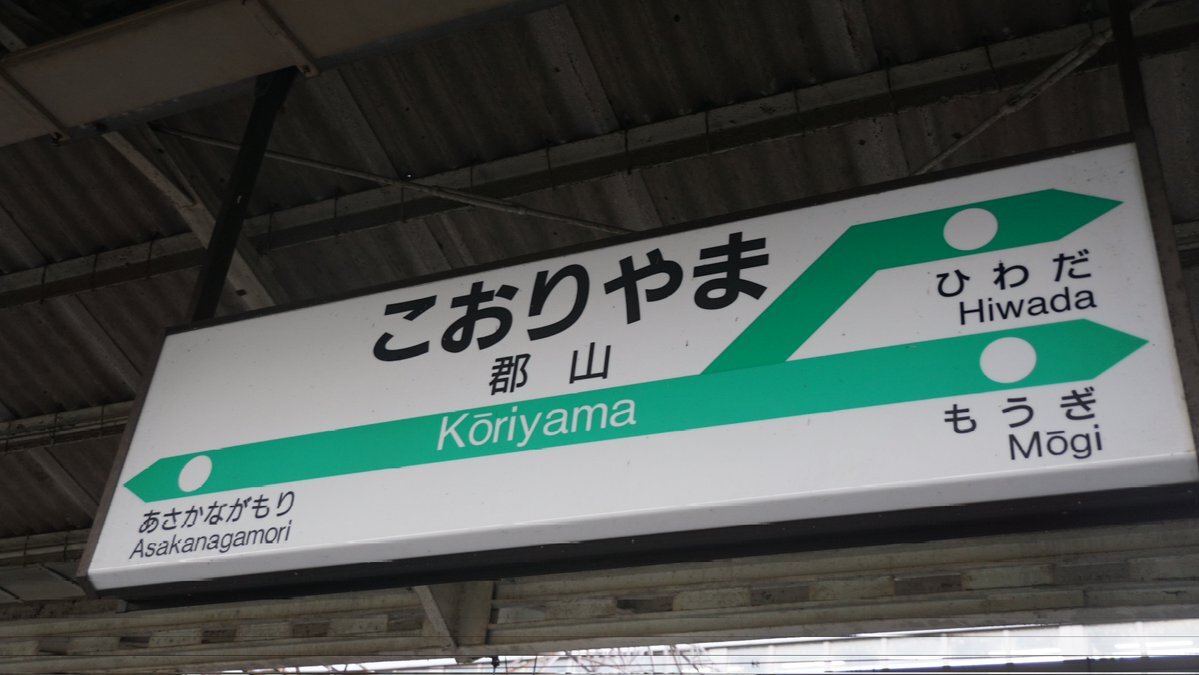 こおりやま
郡山
Kōriyama
ひわだ
Hiwada
もうぎ
Mōgi
あさかながもり
Asakanagamori